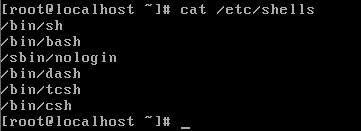 [root@localhost ~]# cat /etc/shells
/bin/sh
/bin/bash
/sbin/nologin
/bin/dash
/bin/tcsh
/bin/csh
[root@localhost ~]# _